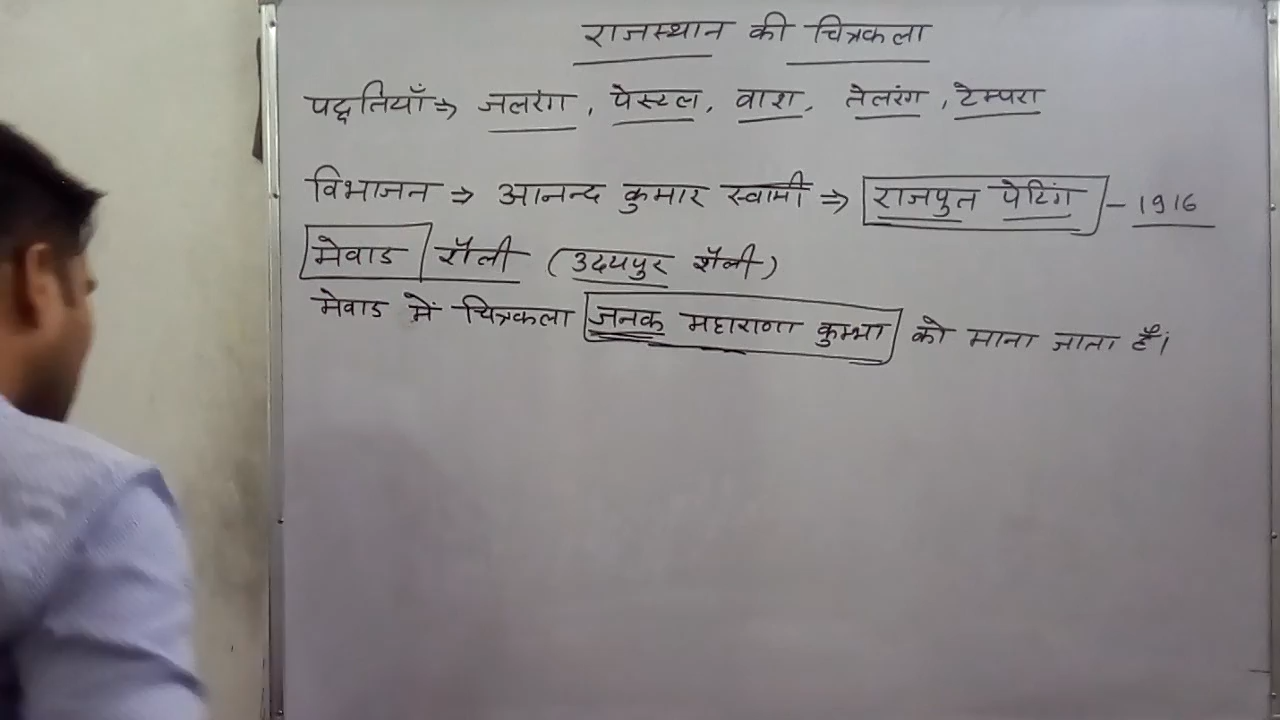 राजस्थान की चित्रकला
पद्धतियाँ ⇒ जलरंग, पेस्टल, वाश, तेलरंग, टेम्परा
विभाजन ⇒ आनन्द कुमार स्वामी ⇒ राजपुत पेटिंग - 1916
मेवाड शैली (उदयपुर शैली)
मेवाड में चित्रकला जनक महाराणा कुम्भा को माना जाता हैं।